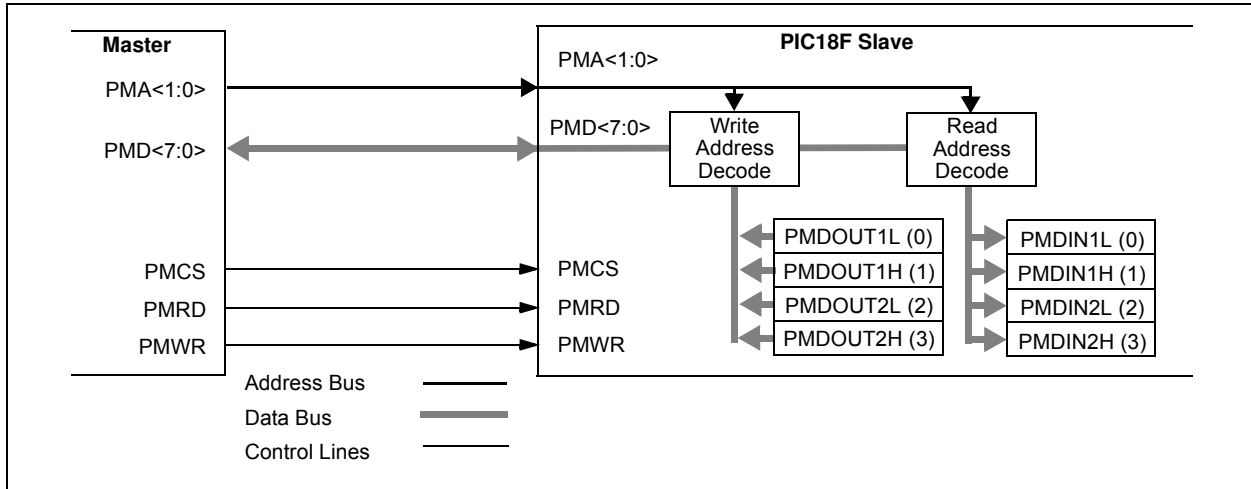 Master
PMA<1:0>
PMD<7:0>
PMCS
PMRD
PMWR
PIC18F Slave
PMA<1:0>
PMD<7:0>
Write
Address
Decode
Read
Address
Decode
PMDOUT1L (0)
PMDOUT1H (1)
PMDOUT2L (2)
PMDOUT2H (3)
PMDIN1L (0)
PMDIN1H (1)
PMDIN2L (2)
PMDIN2H (3)
PMCS
PMRD
PMWR
Address Bus
Data Bus
Control Lines